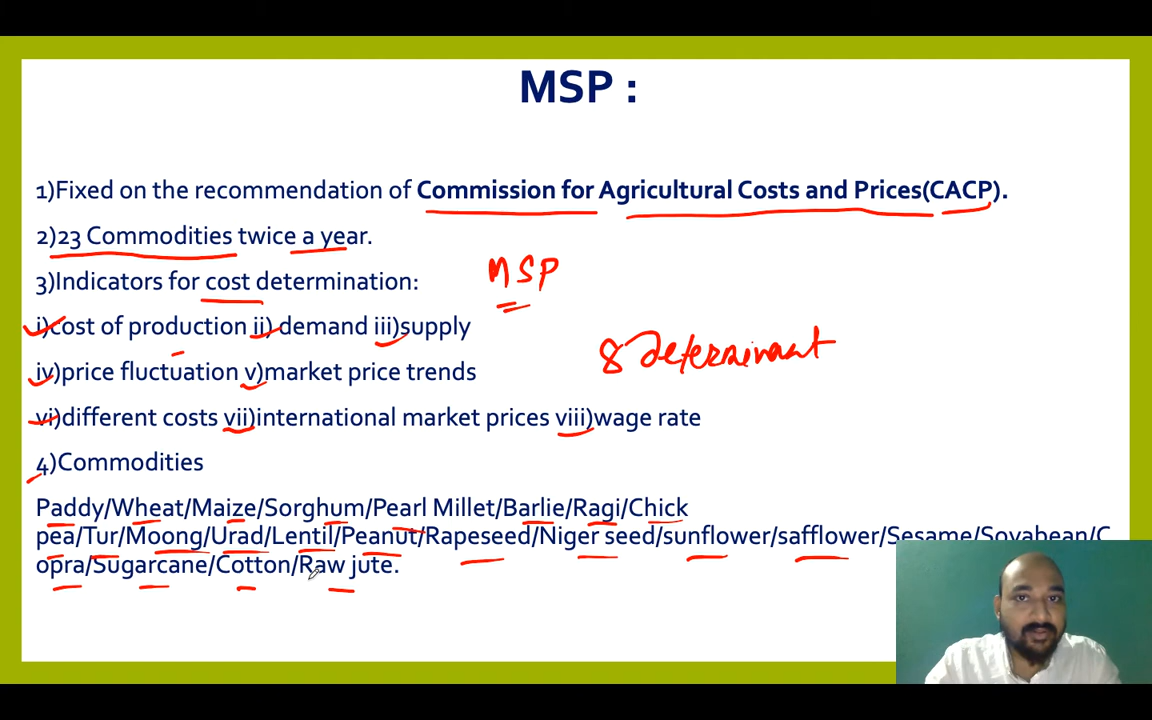 MSP :
1)Fixed on the recommendation of Commission for Agricultural Costs and Prices(CACP).
2)23 Commodities twice a year.
3)Indicators for cost determination:
MSP
i)cost of production ii) demand iii)supply
8 determinant
iv)price fluctuation v)market price trends
vi)different costs vii)international market prices viii)wage rate
4)Commodities
Paddy/Wheat/Maize/Sorghum/Pearl Millet/Barlie/Ragi/Chick
pea/Tur/Moong/Urad/Lentil/Peanut/Rapeseed/Niger seed/sunflower/safflower/Sesame/Soyabean/C
opra/Sugarcane/Cotton/Raw jute.